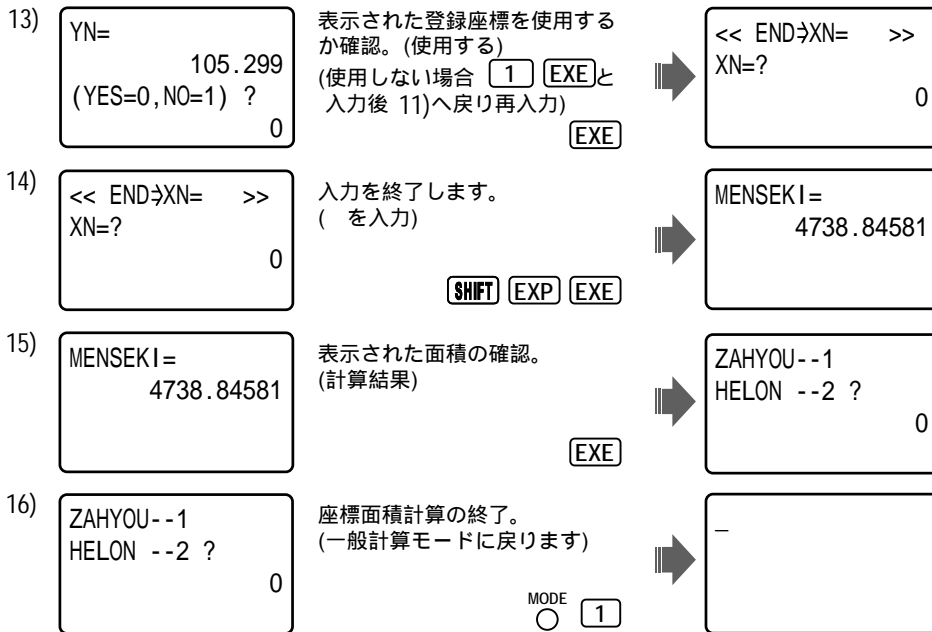 13)
YN=
105.299
(YES=0,NO=1) ?
0
表示された登録座標を使用する
か確認。(使用する)
(使用しない場合 1 EXE と
入力後 11)へ戻り再入力)
EXE
<< END⇒XN= >>
XN=?
0
14)
<< END⇒XN= >>
XN=?
0
入力を終了します。
( を入力)
SHIFT EXP EXE
MENSEKI=
4738.84581
15)
MENSEKI=
4738.84581
表示された面積の確認。
(計算結果)
EXE
ZAHYOU--1
HELON --2 ?
0
16)
ZAHYOU--1
HELON --2 ?
0
座標面積計算の終了。
(一般計算モードに戻ります)
MODE
1
_